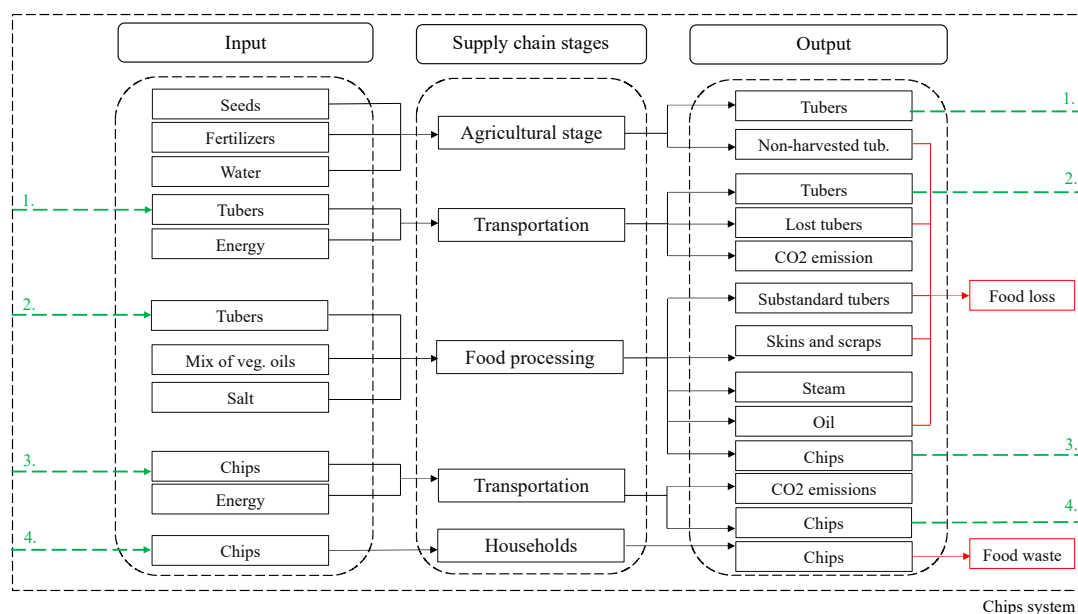 Input
Supply chain stages
Output
Seeds
Fertilizers
Water
1.
Tubers
Energy
2.
Tubers
Mix of veg. oils
Salt
3.
Chips
Energy
4.
Chips
Agricultural stage
Transportation
Food processing
Transportation
Households
Tubers
1.
Non-harvested tub.
Tubers
2.
Lost tubers
CO2 emission
Substandard tubers
Food loss
Skins and scraps
Steam
Oil
Chips
3.
CO2 emissions
Chips
4.
Chips
Food waste
Chips system